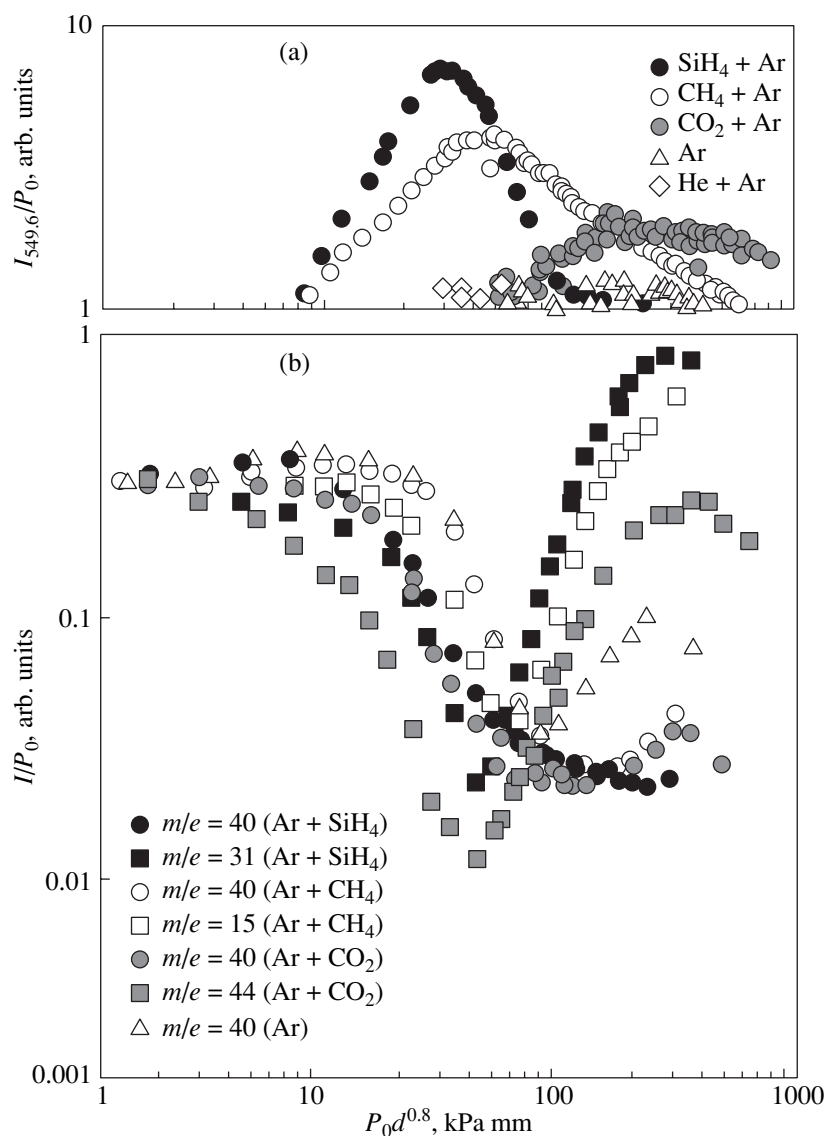 10
(a)
SiH₄ + Ar
CH₄ + Ar
CO₂ + Ar
Ar
He + Ar
I₅₄₉.₆/P₀, arb. units
1
1
(b)
0.1
I/P₀, arb. units
0.01
m/e = 40 (Ar + SiH₄)
m/e = 31 (Ar + SiH₄)
m/e = 40 (Ar + CH₄)
m/e = 15 (Ar + CH₄)
m/e = 40 (Ar + CO₂)
m/e = 44 (Ar + CO₂)
m/e = 40 (Ar)
0.001
1 10 100 1000
P₀d⁰·⁸, kPa mm